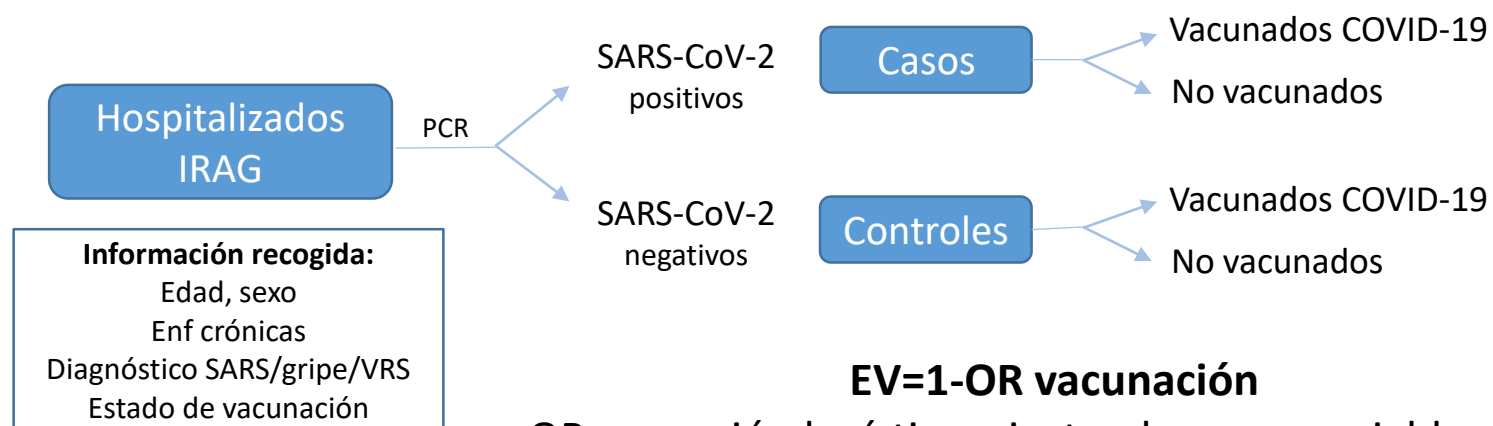 Hospitalizados
IRAG
PCR
SARS-CoV-2
positivos
Casos
Vacunados COVID-19
No vacunados
SARS-CoV-2
negativos
Controles
Vacunados COVID-19
No vacunados
Información recogida:
Edad, sexo
Enf crónicas
Diagnóstico SARS/gripe/VRS
Estado de vacunación
EV=1-OR vacunación